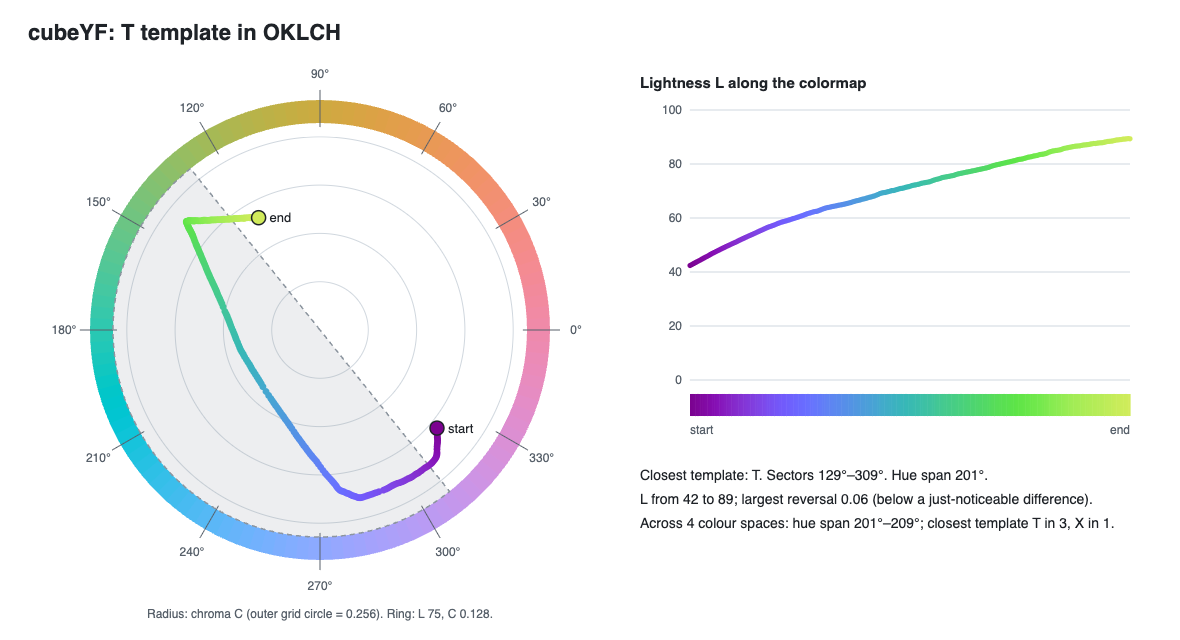 cubeYF: T template in OKLCH
90°
120°
60°
150°
30°
end
180°
0°
start
210°
330°
240°
300°
270°
Radius: chroma C (outer grid circle = 0.256). Ring: L 75, C 0.128.
Lightness L along the colormap
100
80
60
40
20
0
start
end
Closest template: T. Sectors 129°–309°. Hue span 201°.
L from 42 to 89; largest reversal 0.06 (below a just-noticeable difference).
Across 4 colour spaces: hue span 201°–209°; closest template T in 3, X in 1.